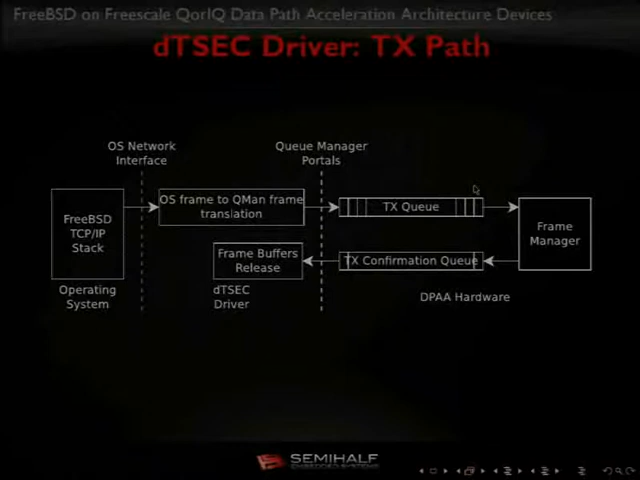 FreeBSD on Freescale QorIQ Data Path Acceleration Architecture Devices
dTSEC Driver: TX Path
OS Network
Interface
Queue Manager
Portals
FreeBSD
TCP/IP
Stack
OS frame to QMan frame
translation
TX Queue
Frame
Manager
Frame Buffers
Release
TX Confirmation Queue
Operating
System
dTSEC
Driver
DPAA Hardware
SEMIHALF
EMBEDDED SYSTEMS